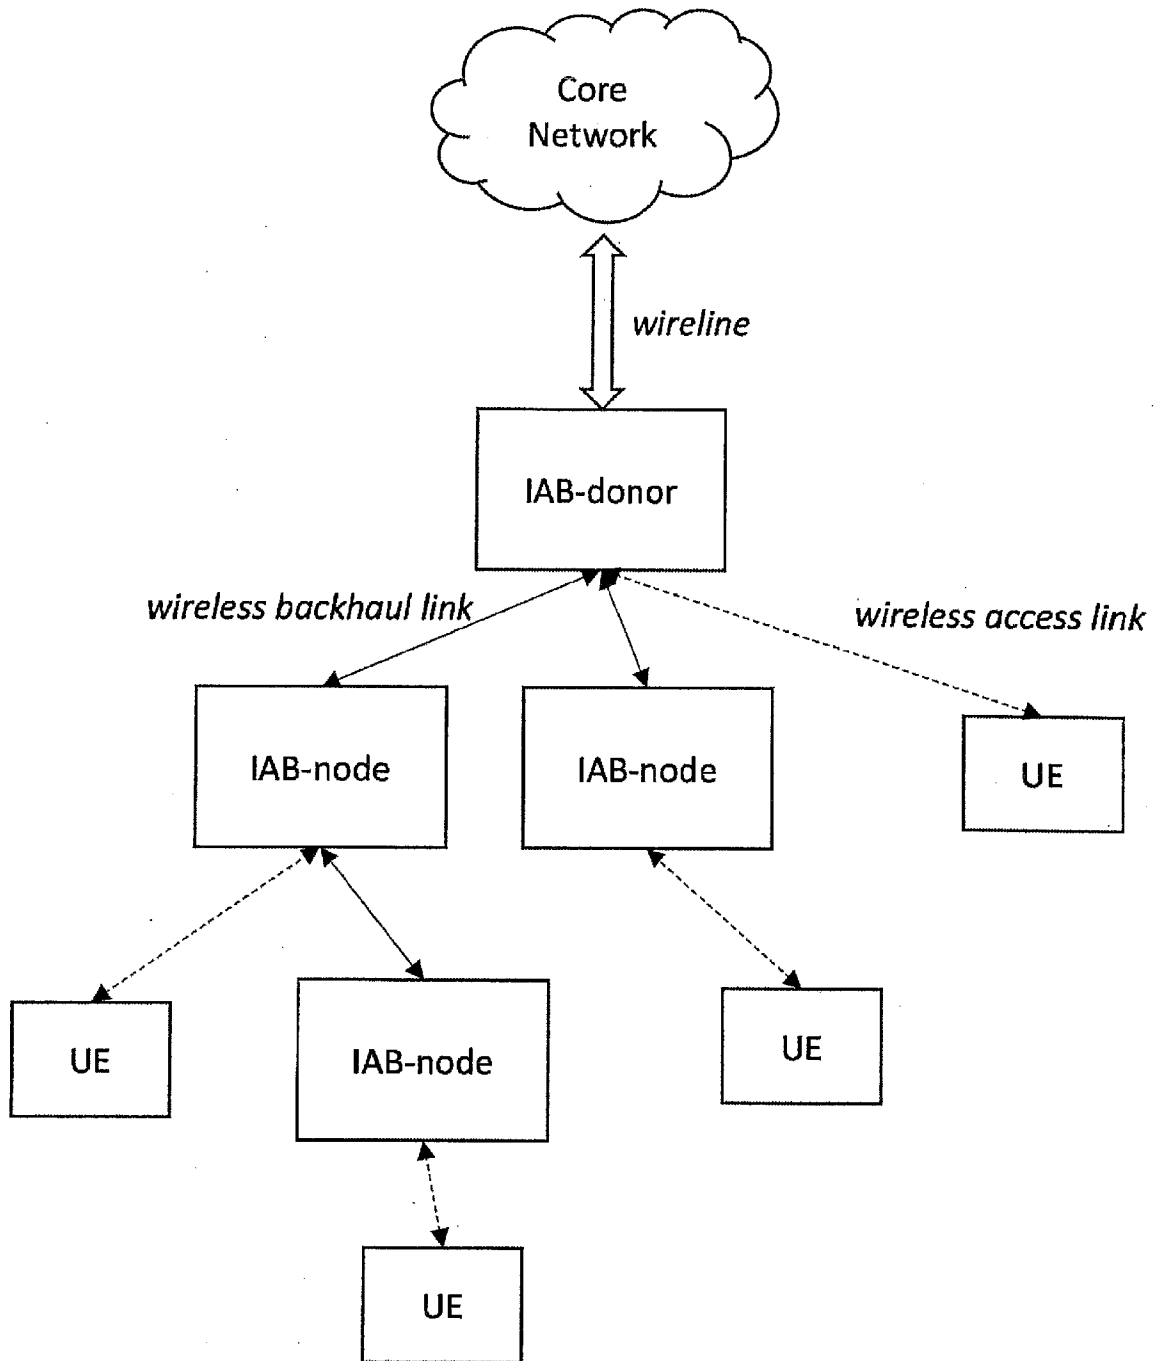 Core
Network
wireline
IAB-donor
wireless backhaul link
wireless access link
IAB-node
IAB-node
UE
UE
IAB-node
UE
UE